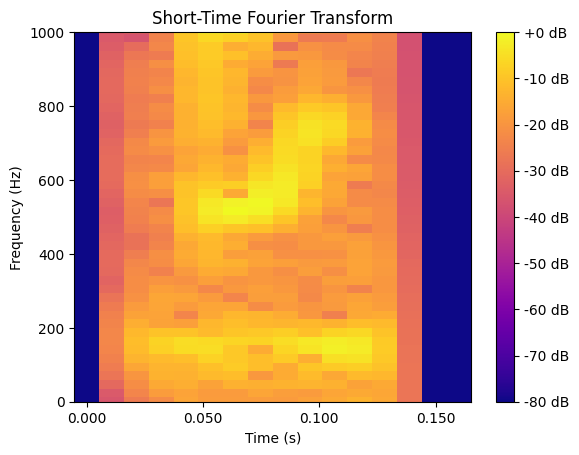 Short-Time Fourier Transform
1000
800
600
400
200
0
Frequency (Hz)
0.000
0.050
0.100
0.150
Time (s)
+0 dB
-10 dB
-20 dB
-30 dB
-40 dB
-50 dB
-60 dB
-70 dB
-80 dB